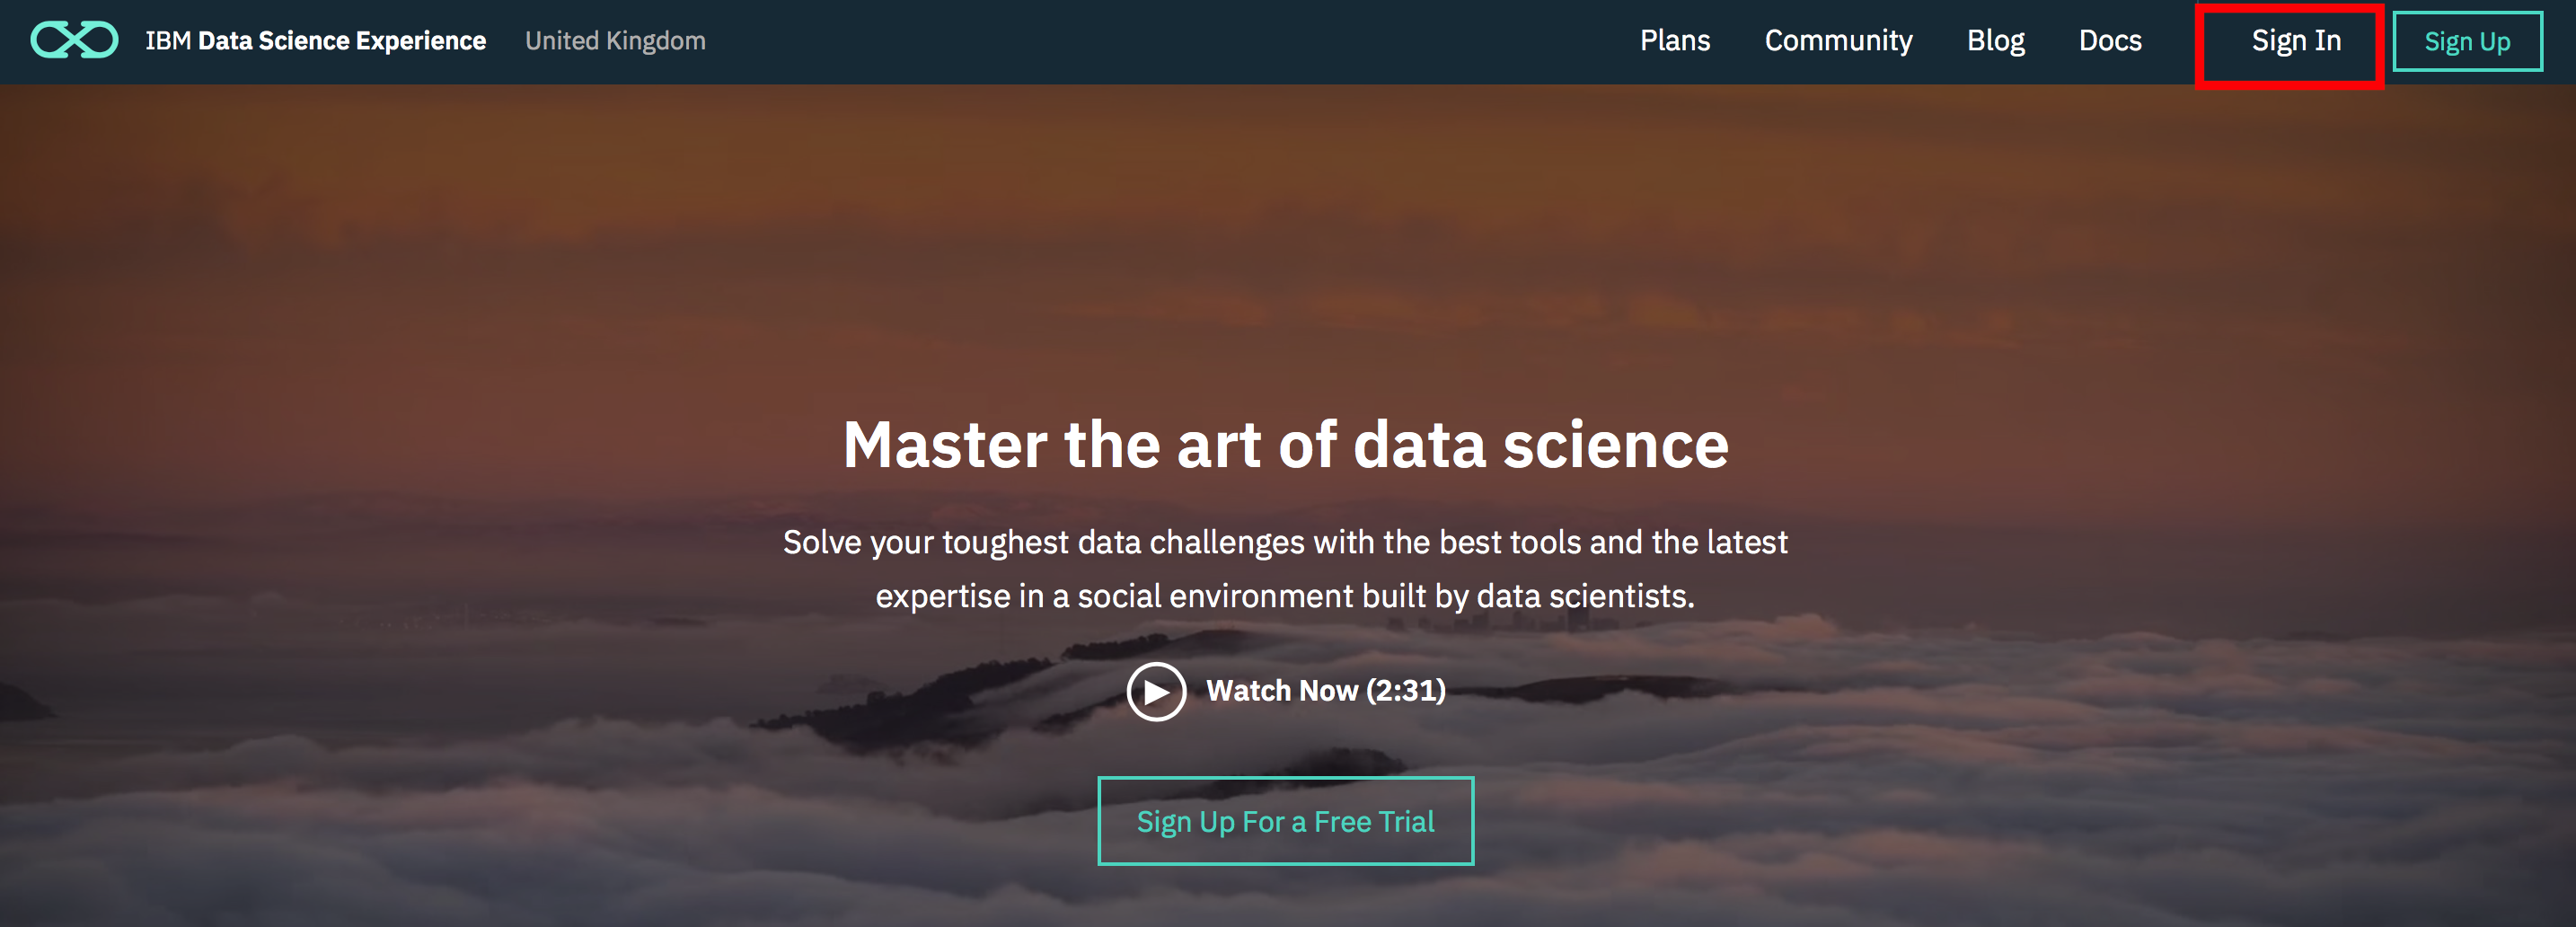 IBM Data Science Experience United Kingdom Plans Community Blog Docs Sign In Sign Up
Master the art of data science
Solve your toughest data challenges with the best tools and the latest
expertise in a social environment built by data scientists.
Watch Now (2:31)
Sign Up For a Free Trial